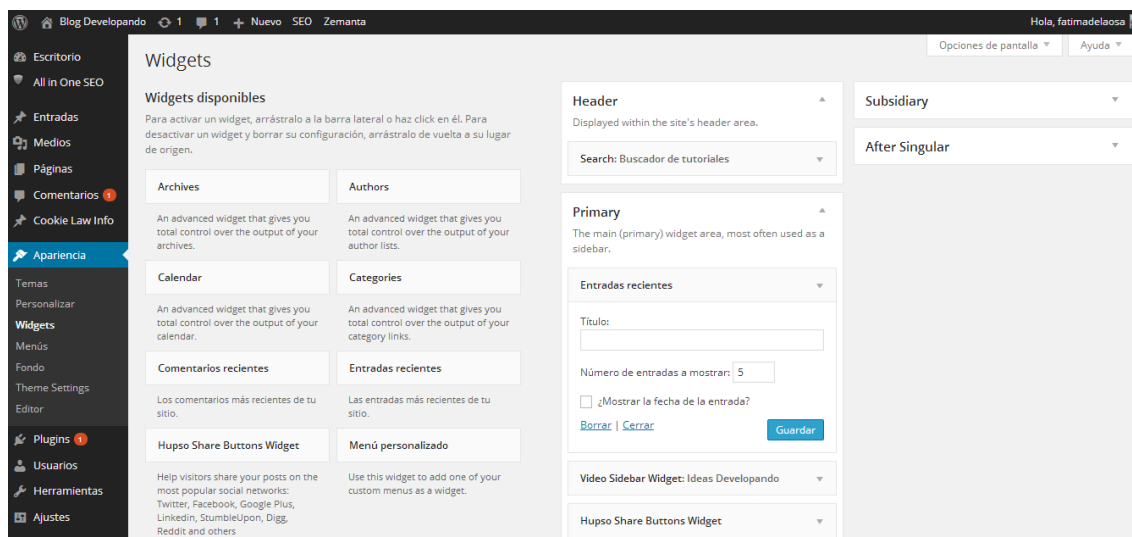 Blog Developando 1 1 + Nuevo SEO Zemanta Hola, fatimadelaosa
Opciones de pantalla Ayuda
Escritorio
All in One SEO
Entradas
Medios
Páginas
Comentarios 1
Cookie Law Info
Apariencia
Temas
Personalizar
Widgets
Menús
Fondo
Theme Settings
Editor
Plugins 1
Usuarios
Herramientas
Ajustes
Widgets
Widgets disponibles
Para activar un widget, arrástralo a la barra lateral o haz click en él. Para
desactivar un widget y borrar su configuración, arrástralo de vuelta a su lugar
de origen.
Archives
An advanced widget that gives you
total control over the output of your
archives.
Authors
An advanced widget that gives you
total control over the output of your
author lists.
Calendar
An advanced widget that gives you
total control over the output of your
calendar.
Categories
An advanced widget that gives you
total control over the output of your
category links.
Comentarios recientes
Los comentarios más recientes de tu
sitio.
Entradas recientes
Las entradas más recientes de tu
sitio.
Hupso Share Buttons Widget
Help visitors share your posts on the
most popular social networks:
Twitter, Facebook, Google Plus,
Linkedin, StumbleUpon, Digg,
Reddit and others
Menú personalizado
Use this widget to add one of your
custom menus as a widget.
Header
Displayed within the site's header area.
Search: Buscador de tutoriales
Primary
The main (primary) widget area, most often used as a
sidebar.
Entradas recientes
Título:
Número de entradas a mostrar: 5
¿Mostrar la fecha de la entrada?
Borrar | Cerrar Guardar
Video Sidebar Widget: Ideas Developando
Hupso Share Buttons Widget
Subsidiary
After Singular